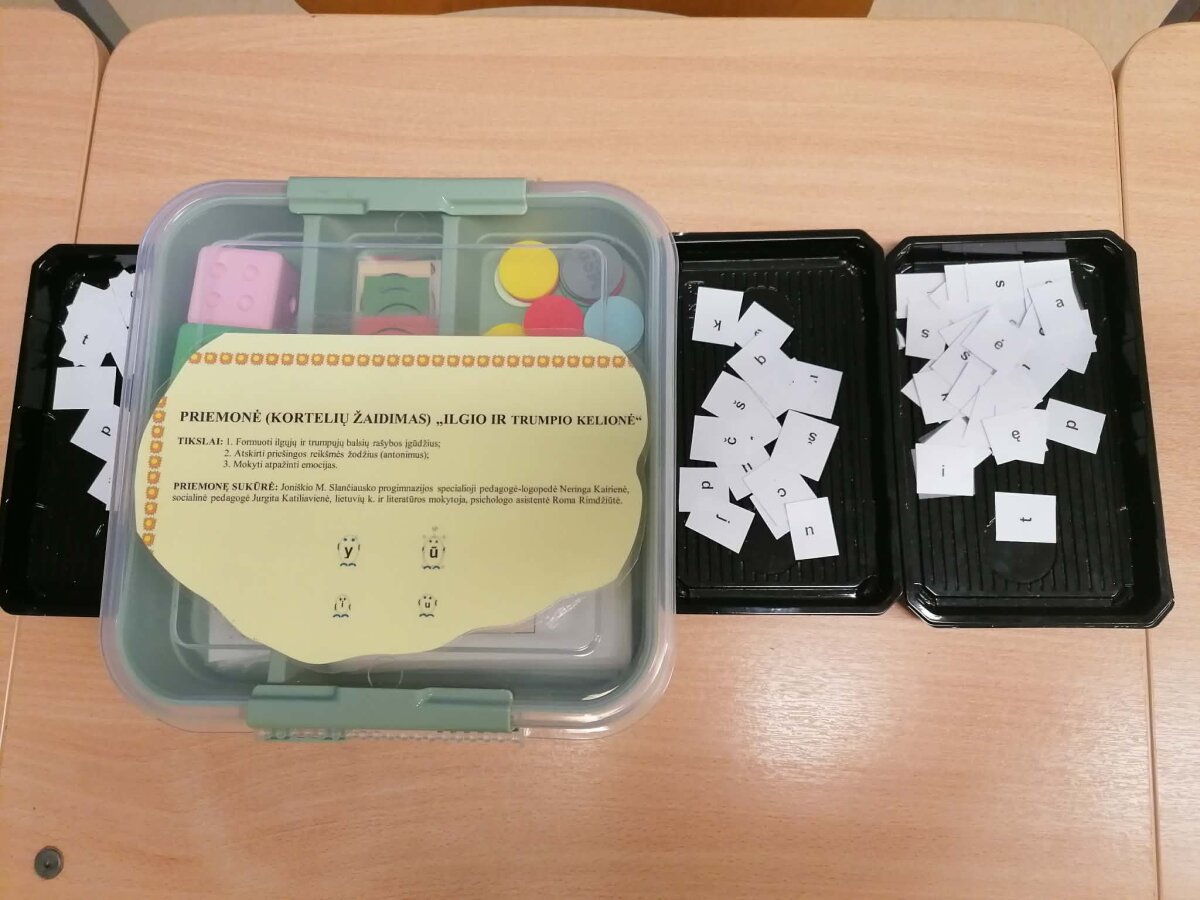 PRIEMONĖ (KORTELIŲ ŽAIDIMAS) „ILGIO IR TRUMPIO KELIONĖ“
TIKSLAI: 1. Formuoti ilgųjų ir trumpųjų balsių rašybos įgūdžius;
2. Atskirti priešingos reikšmės žodžius (antonimus);
3. Mokyti atpažinti emocijas.
PRIEMONĘ SUKŪRĖ: Joniškio M. Slančiausko progimnazijos specialioji pedagogė-logopedė Neringa Kairienė,
socialinė pedagogė Jurgita Katiliavienė, lietuvių k. ir literatūros mokytoja, psichologo asistentė Roma Rimdžiūtė.
y ū
i u
t
k
š
č
j
s
a
s
ė
ę
i
t